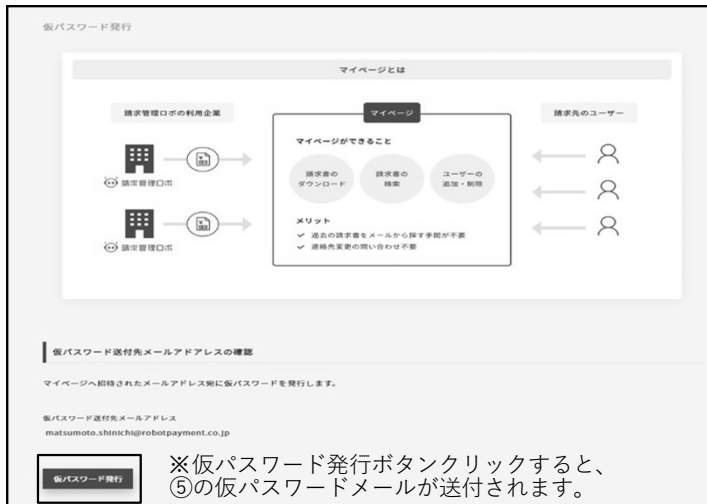 仮パスワード発行
マイページとは
請求管理ロボの利用企業
マイページ
請求先のユーザー
マイページができること
請求書の
ダウンロード
請求書の
検索
ユーザーの
追加・削除
請求管理ロボ
メリット
✓ 過去の請求書をメールから探す手間が不要
✓ 連絡先変更の問い合わせ不要
請求管理ロボ
仮パスワード送付先メールアドアレスの確認
マイページへ招待されたメールアドレス宛に仮パスワードを発行します。
仮パスワード送付先メールアドレス
matsumoto.shinichi@robotpayment.co.jp
仮パスワード発行
※仮パスワード発行ボタンクリックすると、
⑤の仮パスワードメールが送付されます。